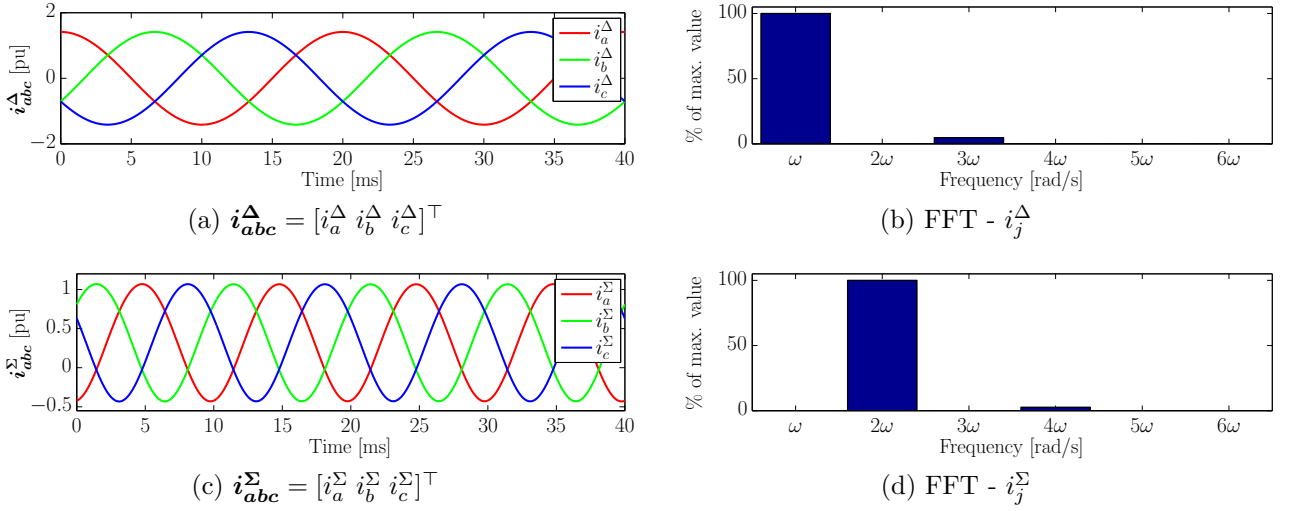 2
0
−2
i^Δ_abc [pu]
0 5 10 15 20 25 30 35 40
Time [ms]
i^Δ_a
i^Δ_b
i^Δ_c
(a) i^Δ_abc = [i^Δ_a i^Δ_b i^Δ_c]^⊤
100
50
0
% of max. value
ω 2ω 3ω 4ω 5ω 6ω
Frequency [rad/s]
(b) FFT - i^Δ_j
1
0.5
0
−0.5
i^Σ_abc [pu]
0 5 10 15 20 25 30 35 40
Time [ms]
i^Σ_a
i^Σ_b
i^Σ_c
(c) i^Σ_abc = [i^Σ_a i^Σ_b i^Σ_c]^⊤
100
50
0
% of max. value
ω 2ω 3ω 4ω 5ω 6ω
Frequency [rad/s]
(d) FFT - i^Σ_j